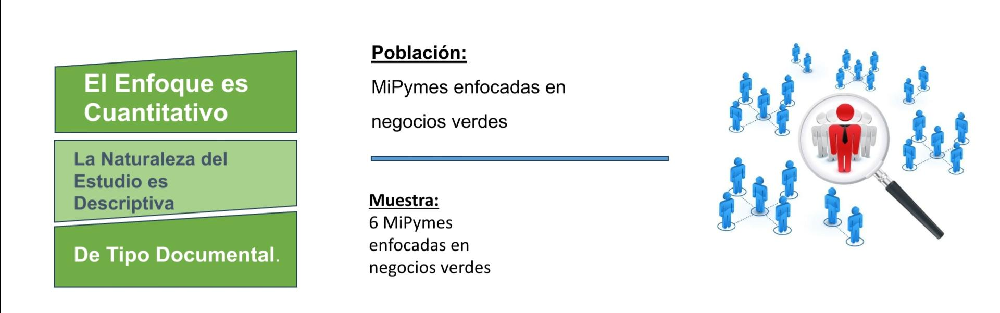 El Enfoque es
Cuantitativo
La Naturaleza del
Estudio es
Descriptiva
De Tipo Documental.
Población:
MiPymes enfocadas en
negocios verdes
Muestra:
6 MiPymes
enfocadas en
negocios verdes